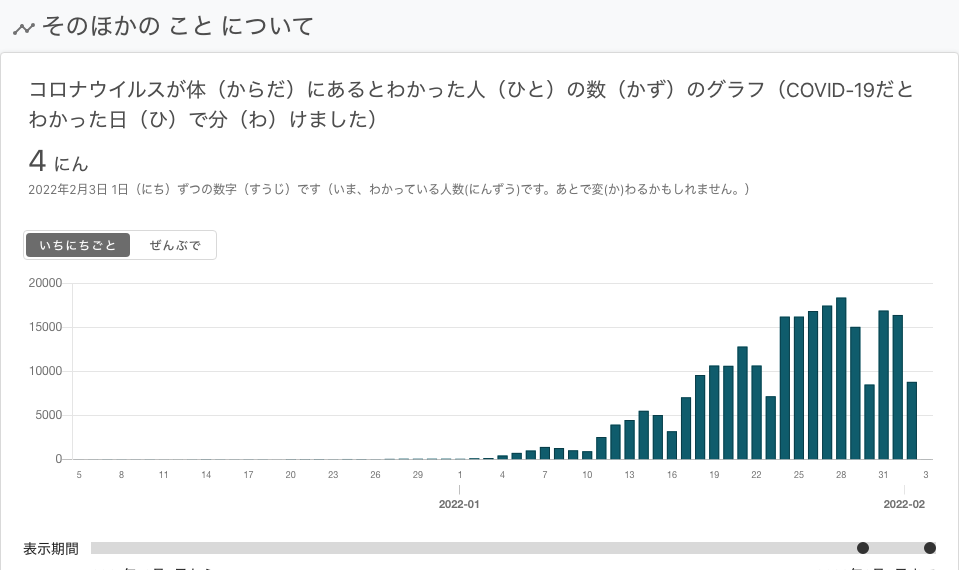 そのほかの こと について
コロナウイルスが体（からだ）にあるとわかった人（ひと）の数（かず）のグラフ（COVID-19だと
わかった日（ひ）で分（わ）けました）
4 にん
2022年2月3日 1日（にち）ずつの数字（すうじ）です（いま、わかっている人数(にんずう)です。あとで変(か)わるかもしれません。）
いちにちごと ぜんぶで
20000
15000
10000
5000
0
5 8 11 14 17 20 23 26 29 1 4 7 10 13 16 19 22 25 28 31 3
2022-01 2022-02
表示期間